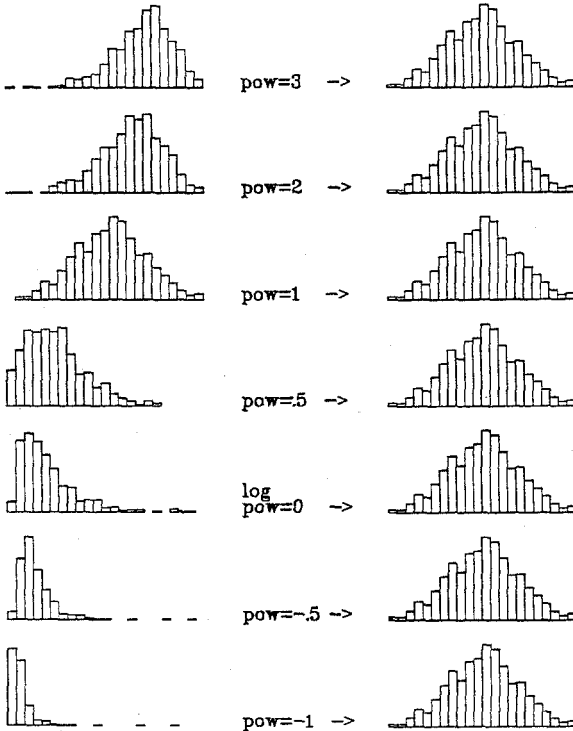 pow=3 ->
pow=2 ->
pow=1 ->
pow=.5 ->
log
pow=0 ->
pow=-.5 ->
pow=-1 ->